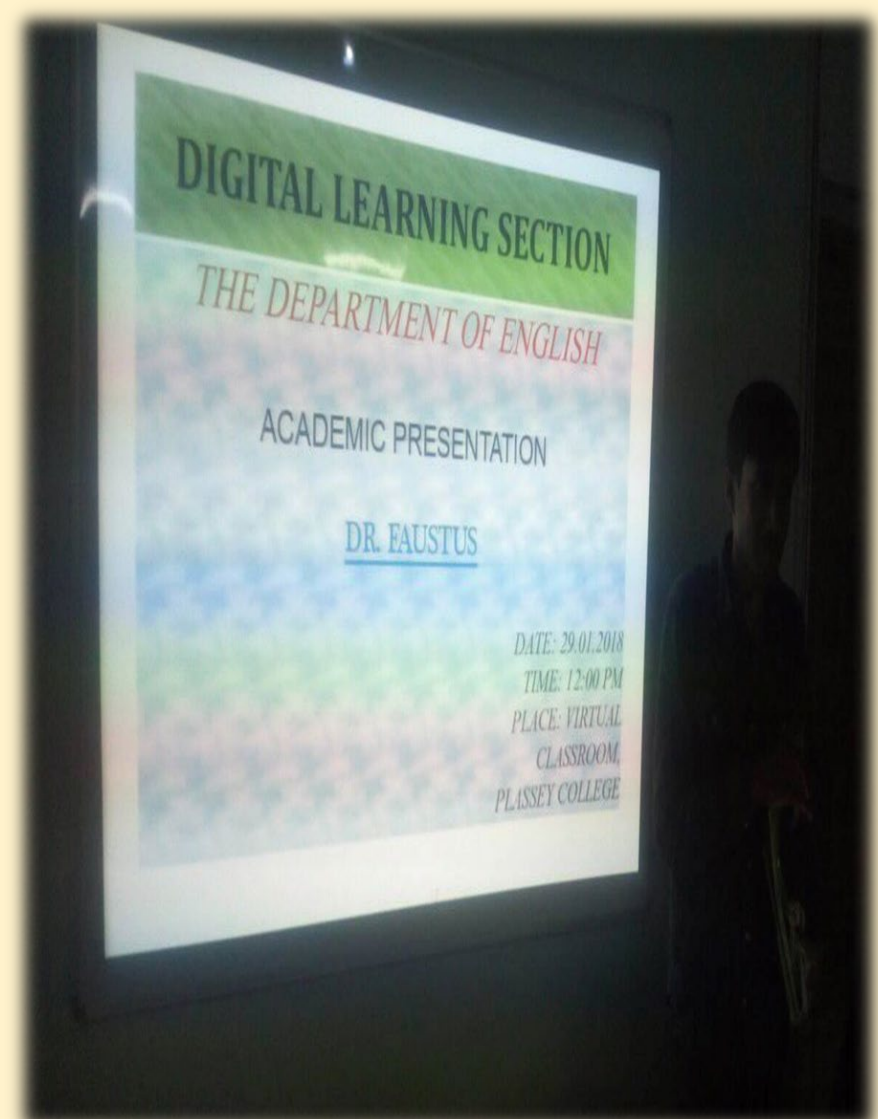 DIGITAL LEARNING SECTION
THE DEPARTMENT OF ENGLISH
ACADEMIC PRESENTATION
DR. FAUSTUS
DATE: 29.01.2018
TIME: 12:00 PM
PLACE: VIRTUAL
CLASSROOM,
PLASSEY COLLEGE